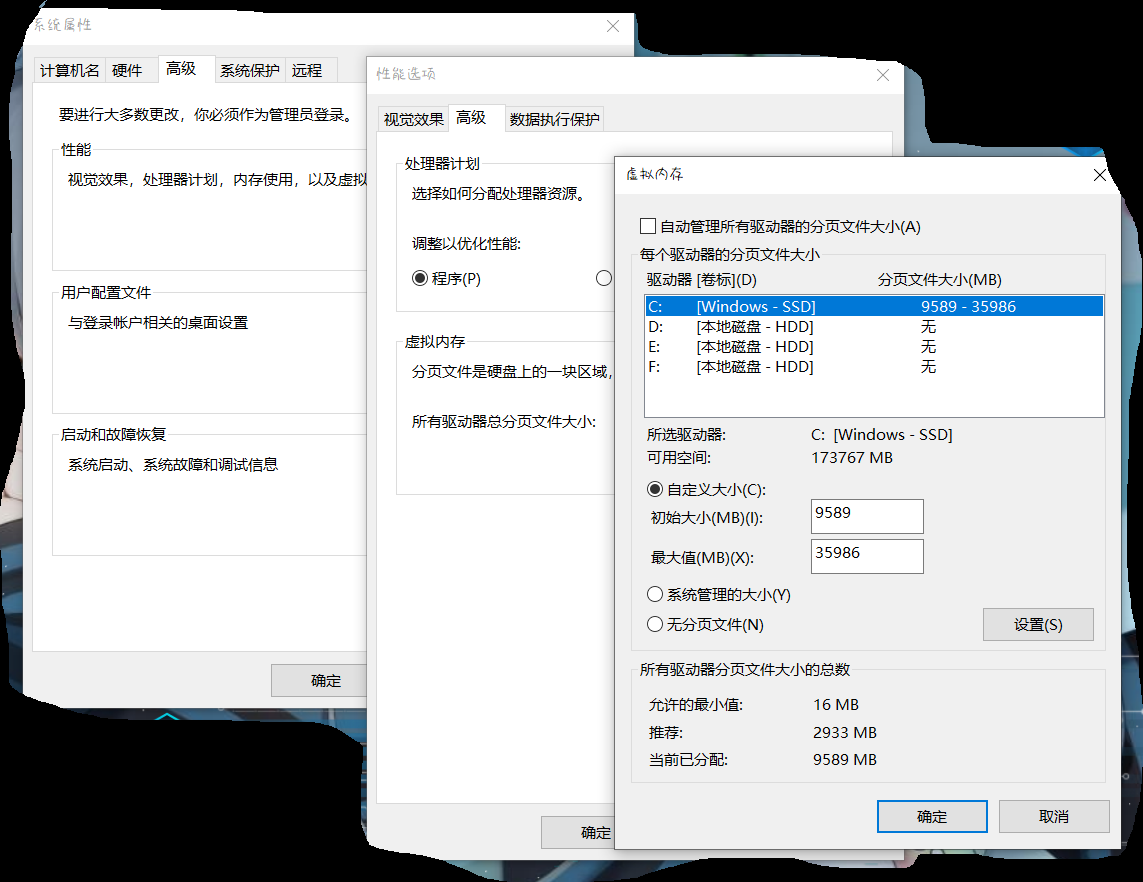 系统属性
计算机名 硬件 高级 系统保护 远程
要进行大多数更改，你必须作为管理员登录。
性能
视觉效果，处理器计划，内存使用，以及虚拟
用户配置文件
与登录帐户相关的桌面设置
启动和故障恢复
系统启动、系统故障和调试信息
确定
性能选项
视觉效果 高级 数据执行保护
处理器计划
选择如何分配处理器资源。
调整以优化性能:
程序(P)
虚拟内存
分页文件是硬盘上的一块区域，
所有驱动器总分页文件大小:
确定
虚拟内存
自动管理所有驱动器的分页文件大小(A)
每个驱动器的分页文件大小
驱动器 [卷标](D) 分页文件大小(MB)
C: [Windows - SSD] 9589 - 35986
D: [本地磁盘 - HDD] 无
E: [本地磁盘 - HDD] 无
F: [本地磁盘 - HDD] 无
所选驱动器: C: [Windows - SSD]
可用空间: 173767 MB
自定义大小(C):
初始大小(MB)(I): 9589
最大值(MB)(X): 35986
系统管理的大小(Y)
无分页文件(N) 设置(S)
所有驱动器分页文件大小的总数
允许的最小值: 16 MB
推荐: 2933 MB
当前已分配: 9589 MB
确定 取消